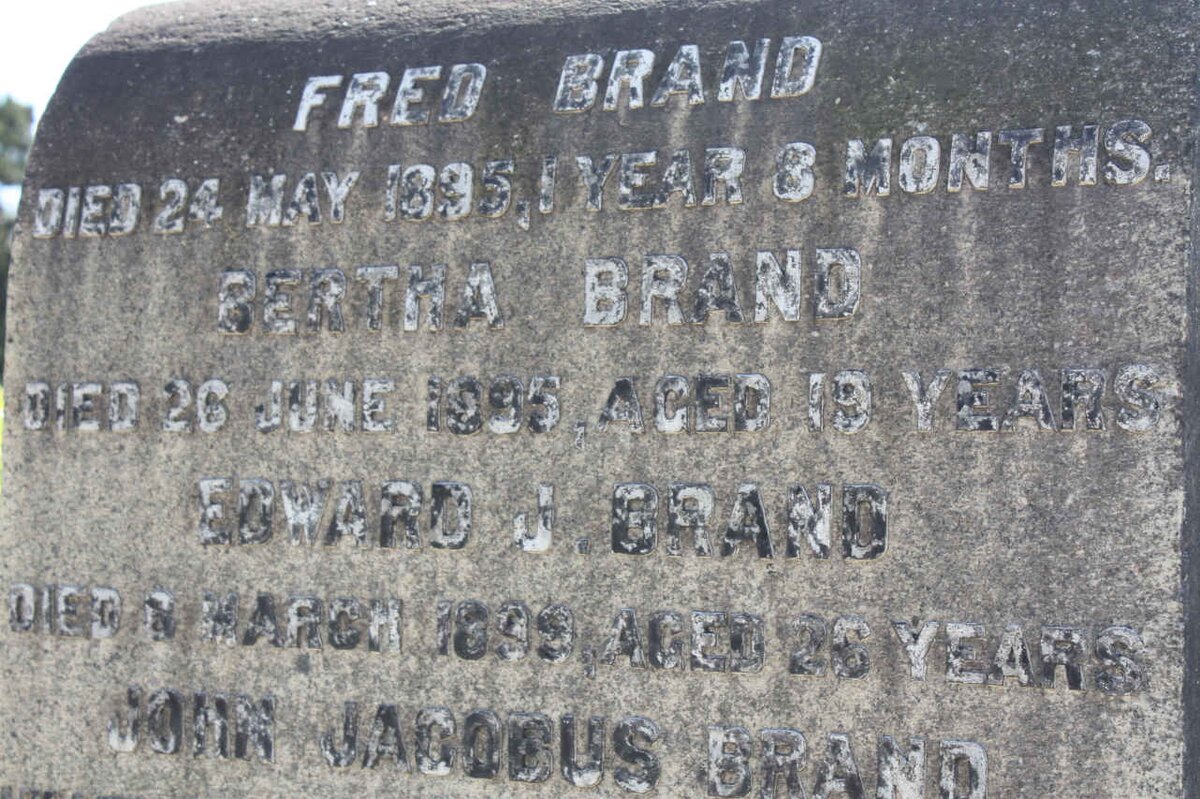 FRED BRAND
DIED 24 MAY 1895, 1 YEAR 8 MONTHS.
BERTHA BRAND
DIED 26 JUNE 1895, AGED 19 YEARS
EDWARD J. BRAND
DIED MARCH 1899, AGED 26 YEARS
JOHN JACOBUS BRAND